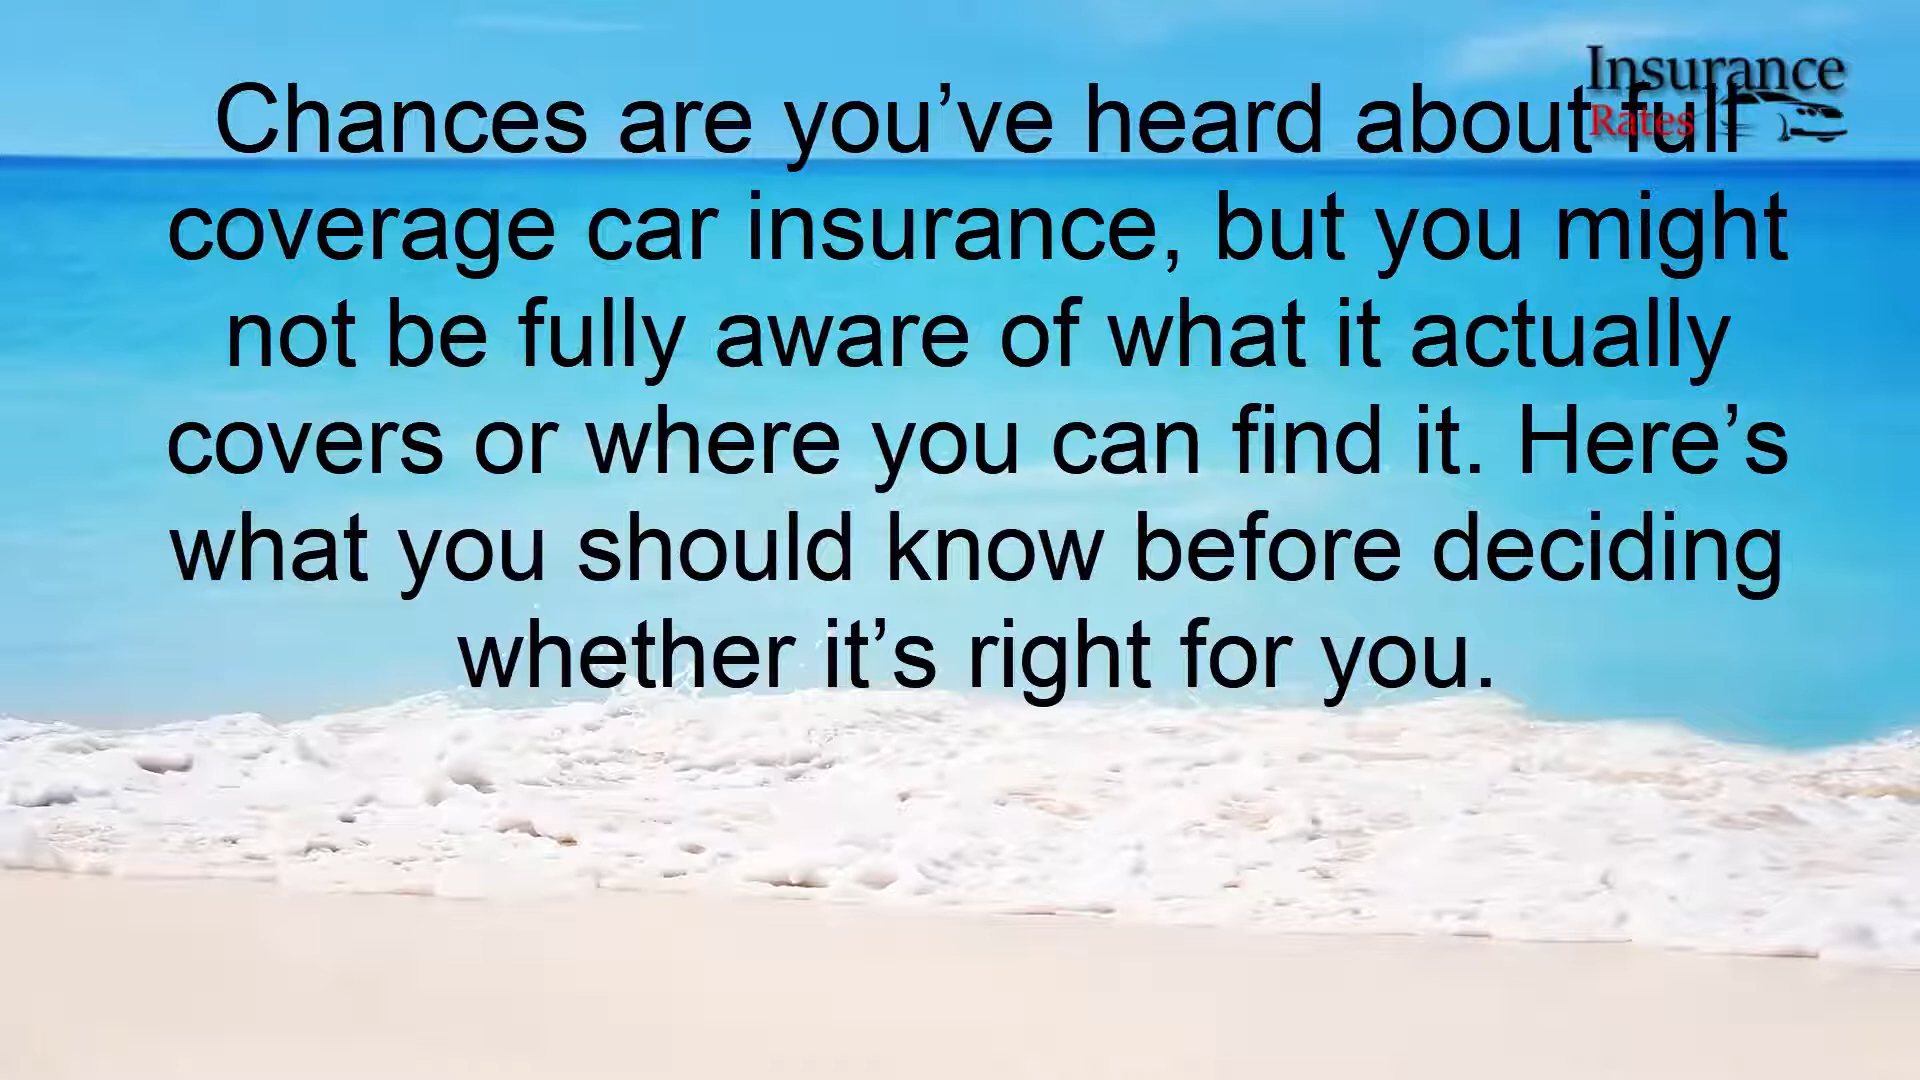 Insurance
Rates
Chances are you’ve heard about full
coverage car insurance, but you might
not be fully aware of what it actually
covers or where you can find it. Here’s
what you should know before deciding
whether it’s right for you.